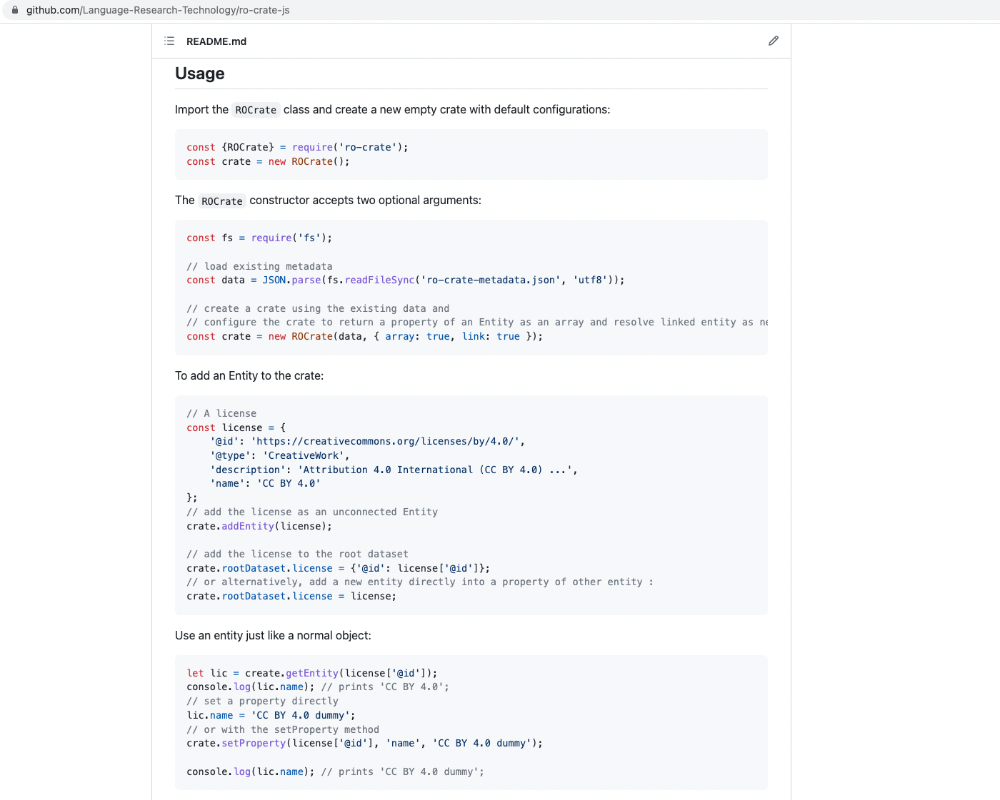 github.com/Language-Research-Technology/ro-crate-js
README.md
Usage
Import the ROCrate class and create a new empty crate with default configurations:
const {ROCrate} = require('ro-crate');
const crate = new ROCrate();
The ROCrate constructor accepts two optional arguments:
const fs = require('fs');
// load existing metadata
const data = JSON.parse(fs.readFileSync('ro-crate-metadata.json', 'utf8'));
// create a crate using the existing data and
// configure the crate to return a property of an Entity as an array and resolve linked entity as ne
const crate = new ROCrate(data, { array: true, link: true });
To add an Entity to the crate:
// A license
const license = {
    '@id': 'https://creativecommons.org/licenses/by/4.0/',
    '@type': 'CreativeWork',
    'description': 'Attribution 4.0 International (CC BY 4.0) ...',
    'name': 'CC BY 4.0'
};
// add the license as an unconnected Entity
crate.addEntity(license);
// add the license to the root dataset
crate.rootDataset.license = {'@id': license['@id']};
// or alternatively, add a new entity directly into a property of other entity :
crate.rootDataset.license = license;
Use an entity just like a normal object:
let lic = create.getEntity(license['@id']);
console.log(lic.name); // prints 'CC BY 4.0';
// set a property directly
lic.name = 'CC BY 4.0 dummy';
// or with the setProperty method
crate.setProperty(license['@id'], 'name', 'CC BY 4.0 dummy');
console.log(lic.name); // prints 'CC BY 4.0 dummy';